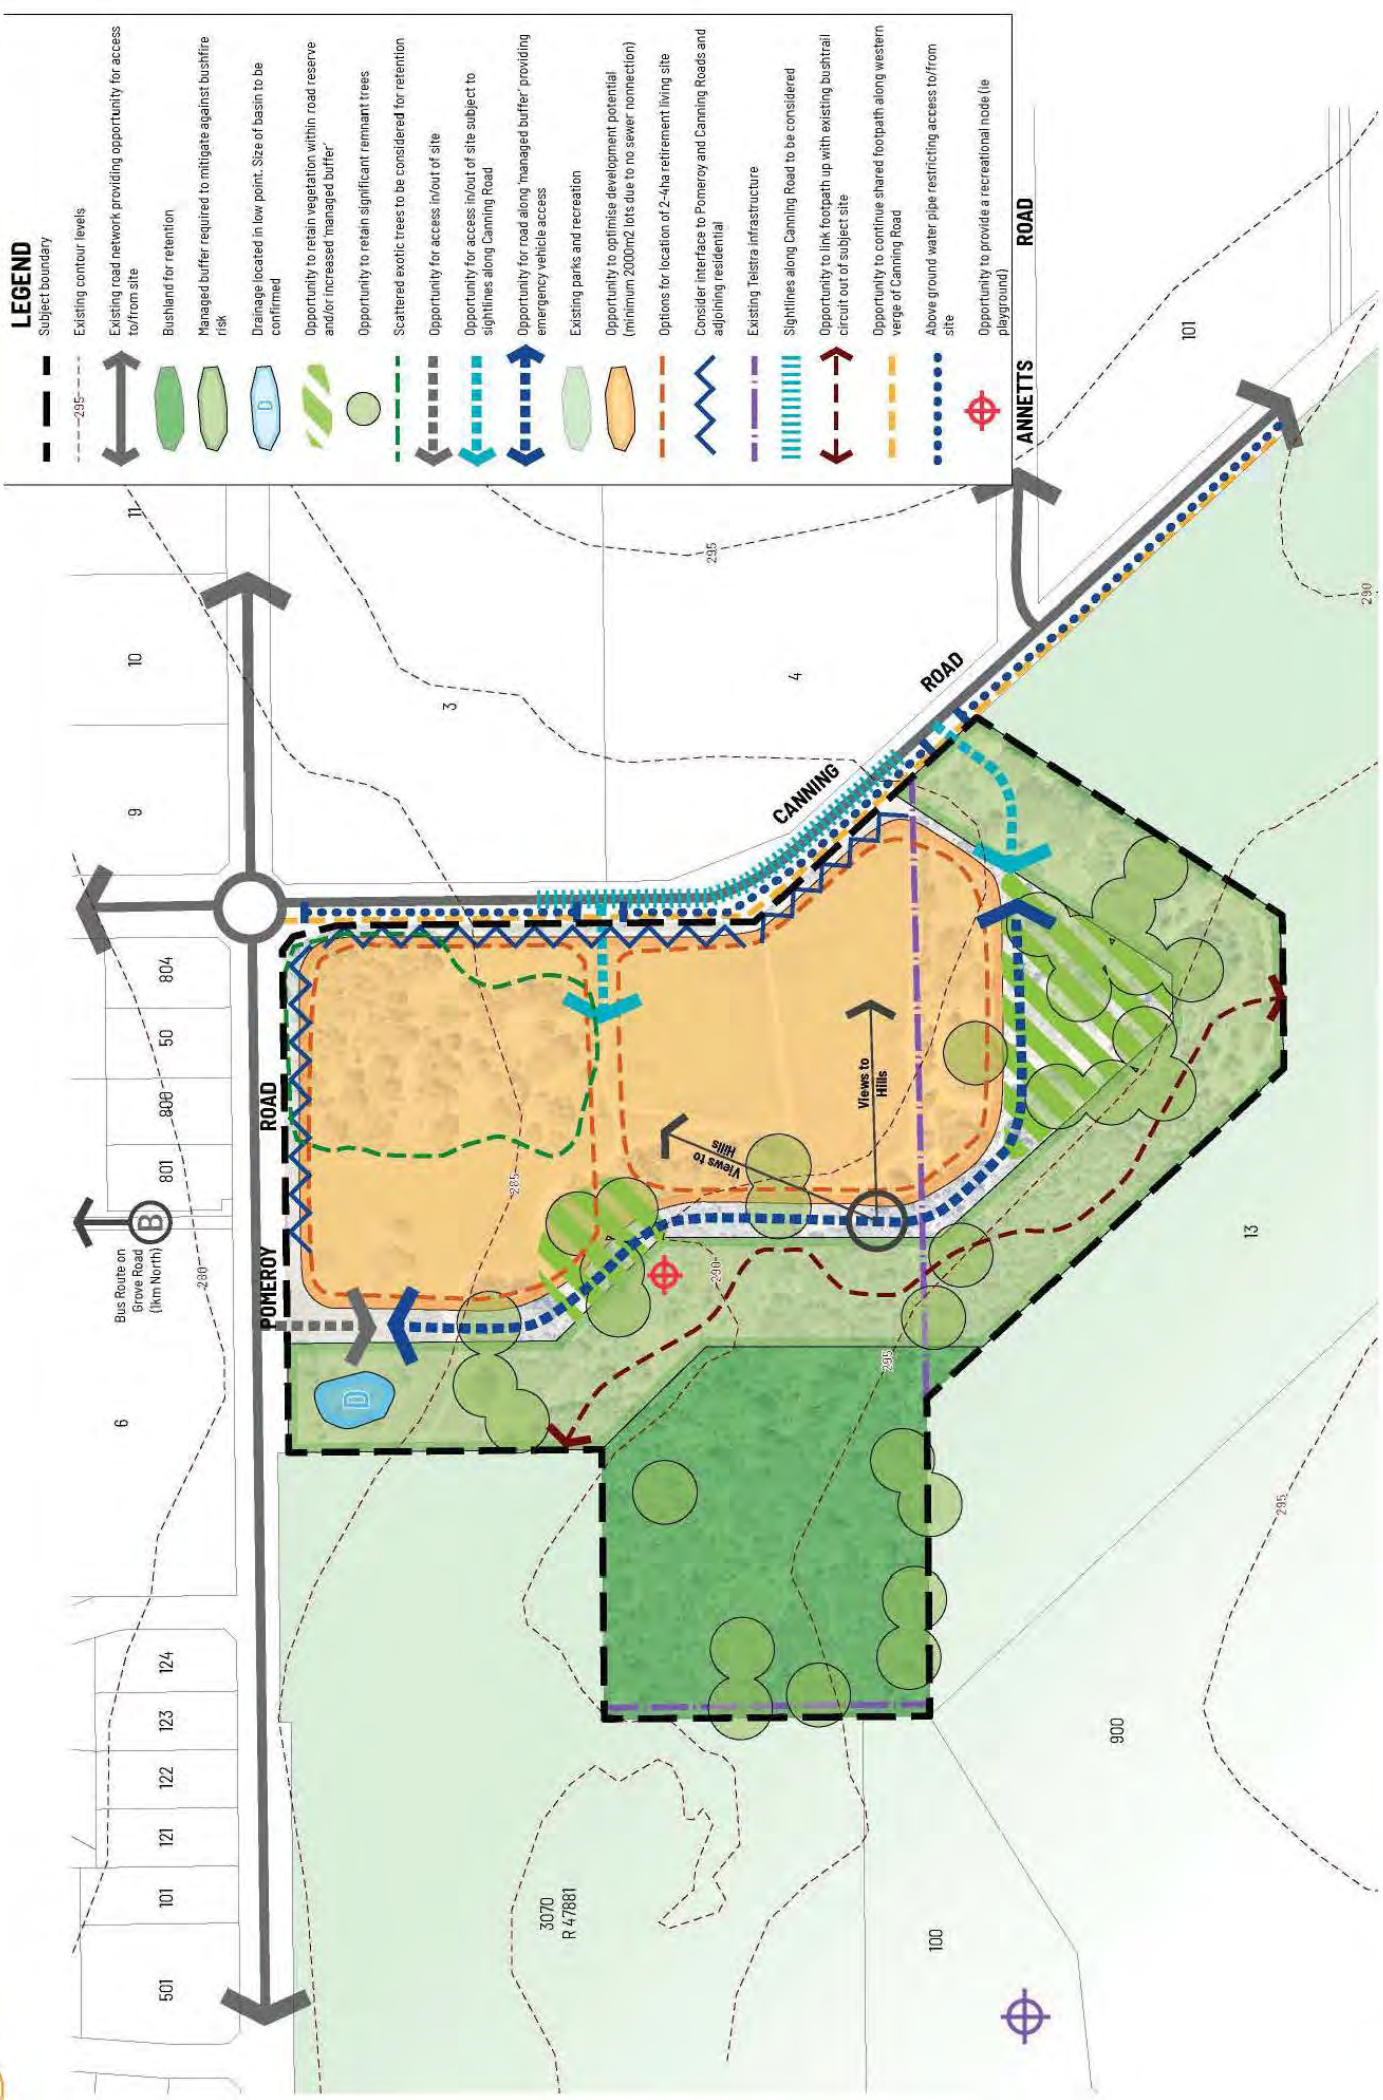 LEGEND
Subject boundary
-295-
Existing contour levels
Existing road network providing opportunity for access
to/from site
Bushland for retention
Managed buffer required to mitigate against bushfire
risk
D
Drainage located in low point. Size of basin to be
confirmed
Opportunity to retain vegetation within road reserve
and/or increased 'managed buffer'
Opportunity to retain significant remnant trees
Scattered exotic trees to be considered for retention
Opportunity for access in/out of site
Opportunity for access in/out of site subject to
sightlines along Canning Road
Opportunity for road along 'managed buffer' providing
emergency vehicle access
Existing parks and recreation
Opportunity to optimise development potential
(minimum 2000m2 lots due to no sewer nonnection)
Options for location of 2-4ha retirement living site
Consider interface to Pomeroy and Canning Roads and
adjoining residential
Existing Telstra infrastructure
Sightlines along Canning Road to be considered
Opportunity to link footpath up with existing bushtrail
circuit out of subject site
Opportunity to continue shared footpath along western
verge of Canning Road
Above ground water pipe restricting access to/from
site
Opportunity to provide a recreational node (ie
playground)
501
101
121
122
123
124
6
Bus Route on
Grove Road
(1km North)
B
801
800
50
804
9
10
11
280
POMEROY
ROAD
D
285
3
4
295
CANNING
ROAD
ANNETTS
ROAD
101
290
Views to
Hills
Views to
Hills
290
295
3070
R 47881
100
900
13
295